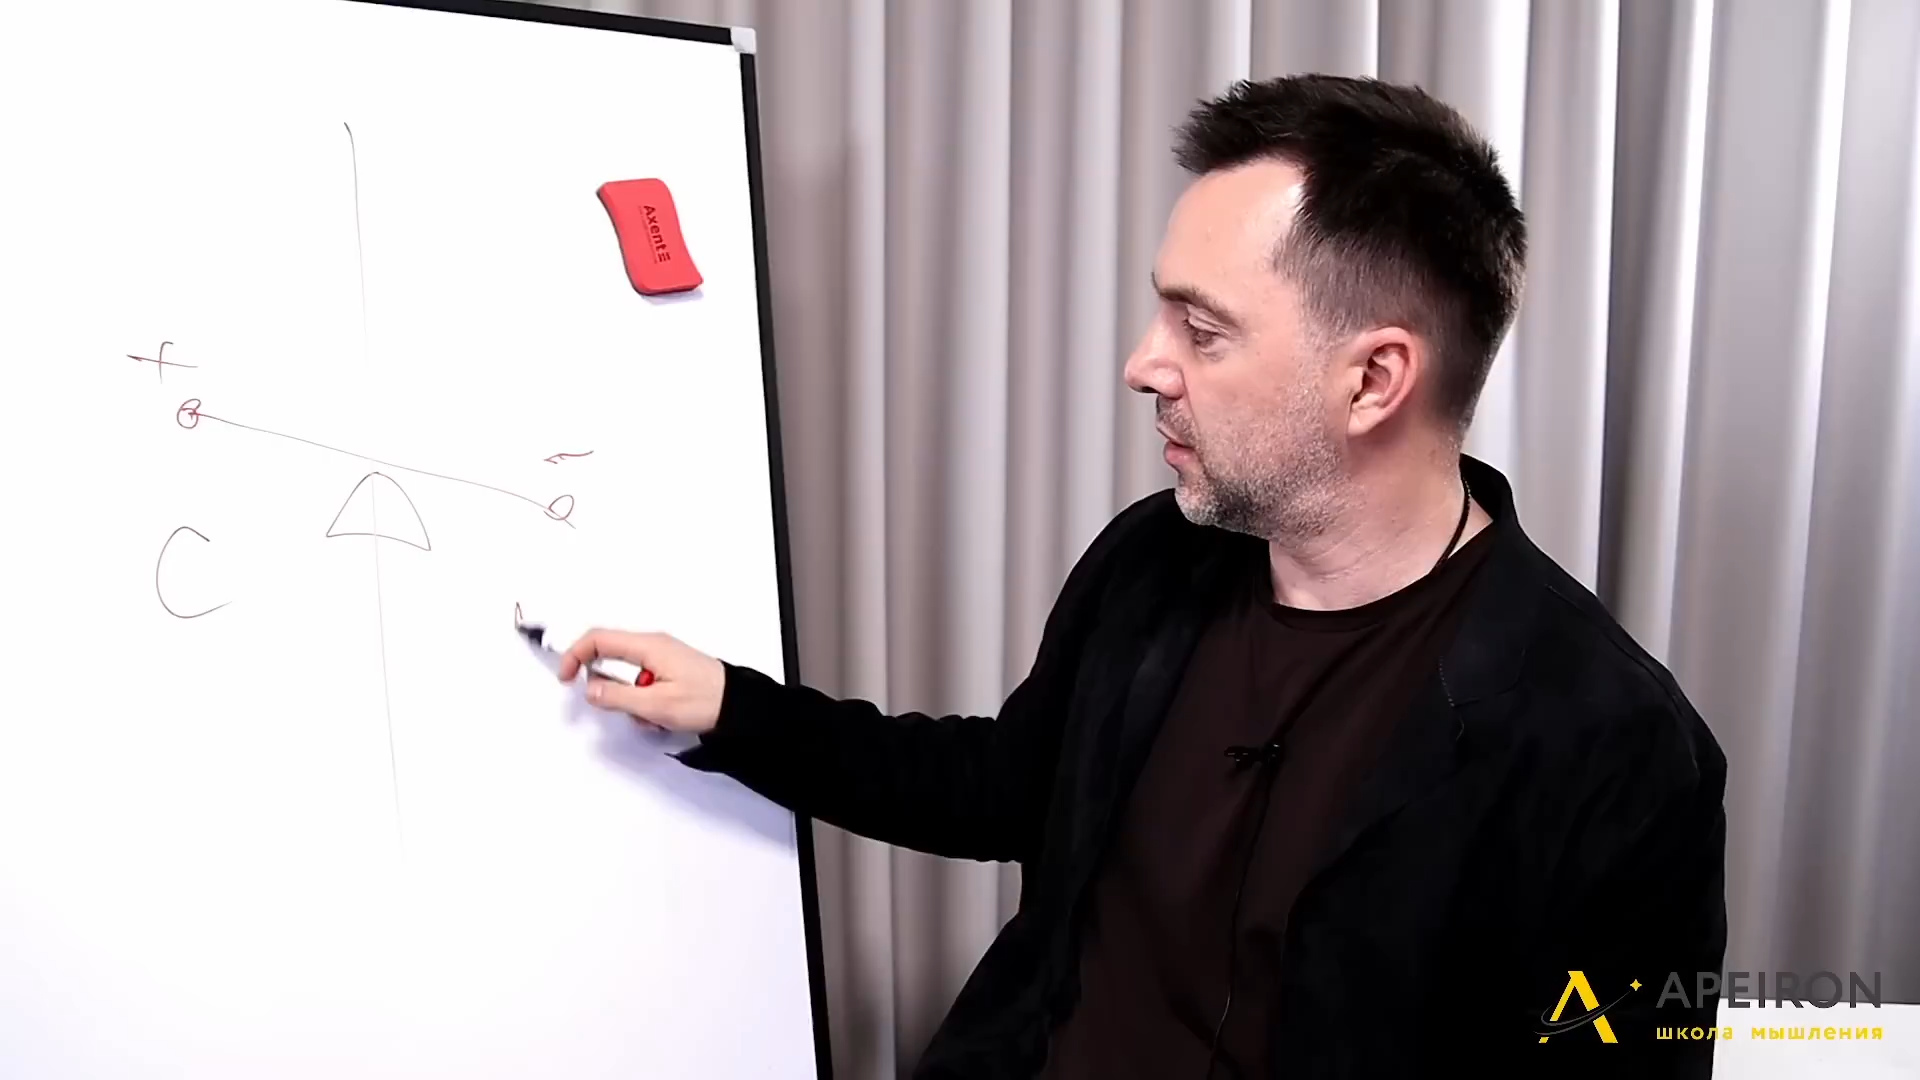 Axent
+
-
C
APEIRON
школа мышления